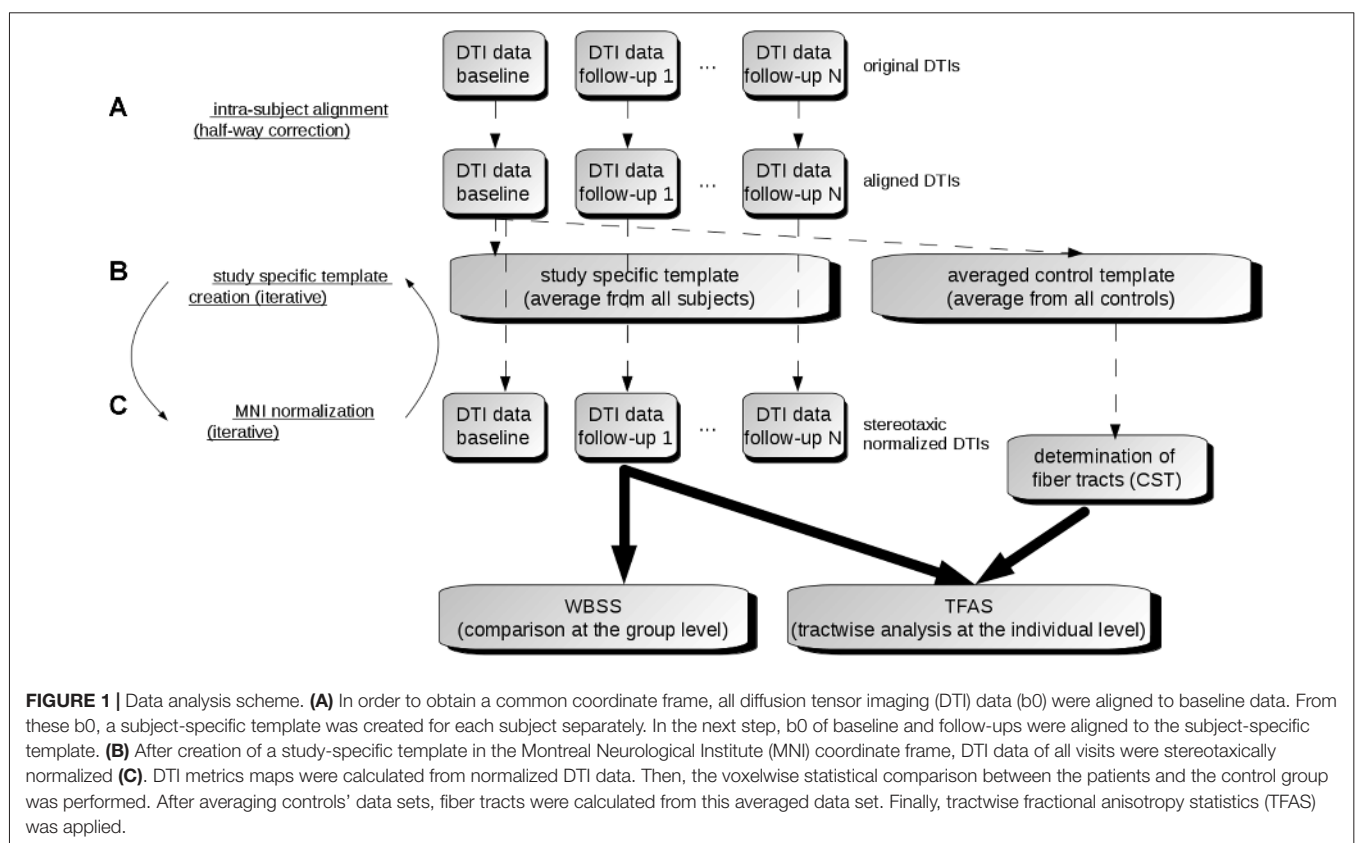 DTI data
baseline
DTI data
follow-up 1
...
DTI data
follow-up N
original DTIs
A
intra-subject alignment
(half-way correction)
DTI data
baseline
DTI data
follow-up 1
...
DTI data
follow-up N
aligned DTIs
B
study specific template
creation (iterative)
study specific template
(average from all subjects)
averaged control template
(average from all controls)
C
MNI normalization
(iterative)
DTI data
baseline
DTI data
follow-up 1
...
DTI data
follow-up N
stereotaxic
normalized DTIs
determination of
fiber tracts (CST)
WBSS
(comparison at the group level)
TFAS
(tractwise analysis at the individual level)
FIGURE 1 | Data analysis scheme. (A) In order to obtain a common coordinate frame, all diffusion tensor imaging (DTI) data (b0) were aligned to baseline data. From
these b0, a subject-specific template was created for each subject separately. In the next step, b0 of baseline and follow-ups were aligned to the subject-specific
template. (B) After creation of a study-specific template in the Montreal Neurological Institute (MNI) coordinate frame, DTI data of all visits were stereotaxically
normalized (C). DTI metrics maps were calculated from normalized DTI data. Then, the voxelwise statistical comparison between the patients and the control group
was performed. After averaging controls' data sets, fiber tracts were calculated from this averaged data set. Finally, tractwise fractional anisotropy statistics (TFAS)
was applied.